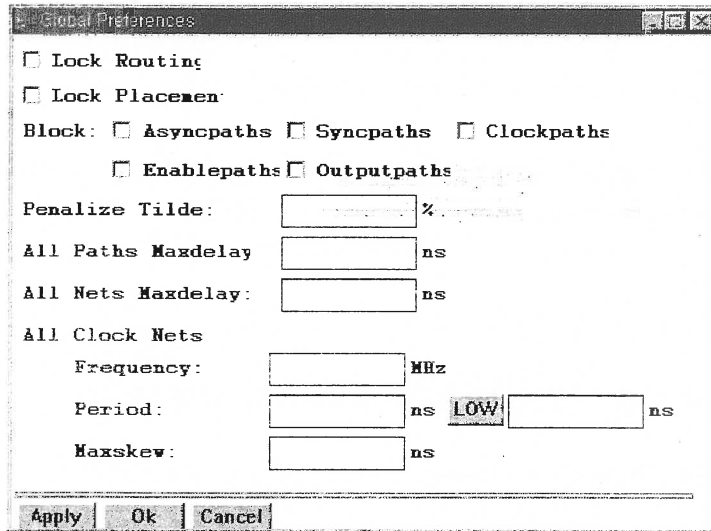 Global Preferences
Lock Routing
Lock Placemen
Block: Asyncpaths Syncpaths Clockpaths
Enablepaths Outputpaths
Penalize Tilde: %
All Paths Maxdelay ns
All Nets Maxdelay: ns
All Clock Nets
Frequency: MHz
Period: ns LOW ns
Maxskew: ns
Apply Ok Cancel